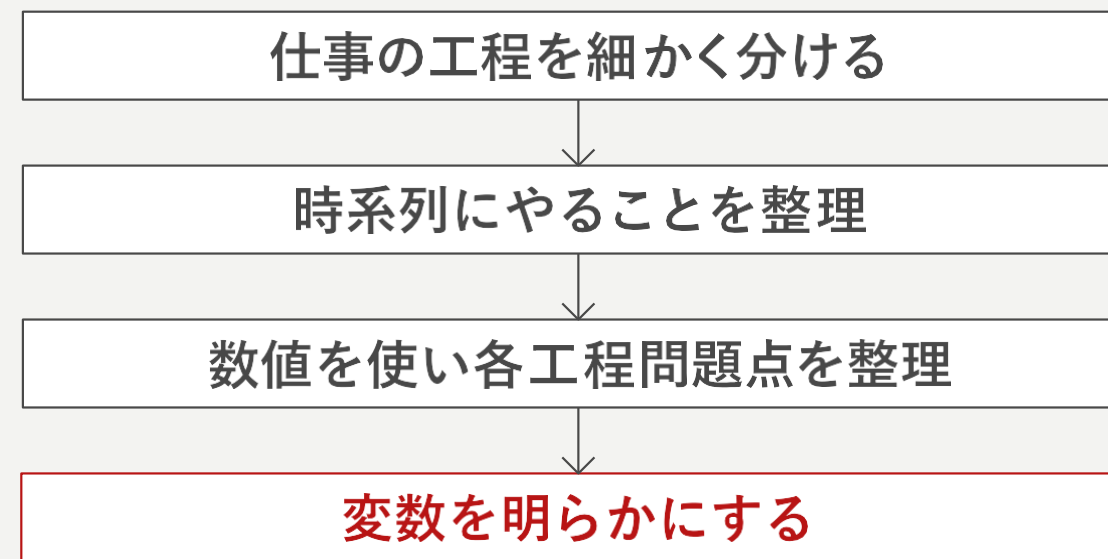 仕事の工程を細かく分ける
時系列にやることを整理
数値を使い各工程問題点を整理
変数を明らかにする